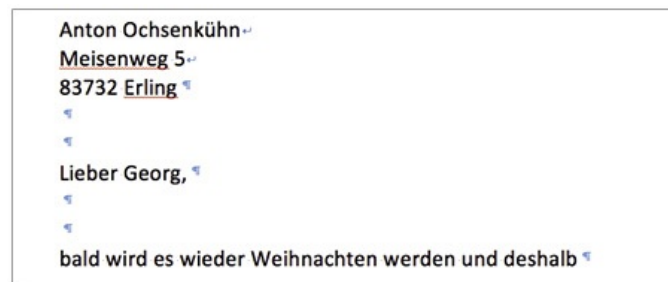 Anton Ochsenkühn↵
Meisenweg 5↵
83732 Erling ¶
¶
¶
Lieber Georg, ¶
¶
¶
bald wird es wieder Weihnachten werden und deshalb ¶